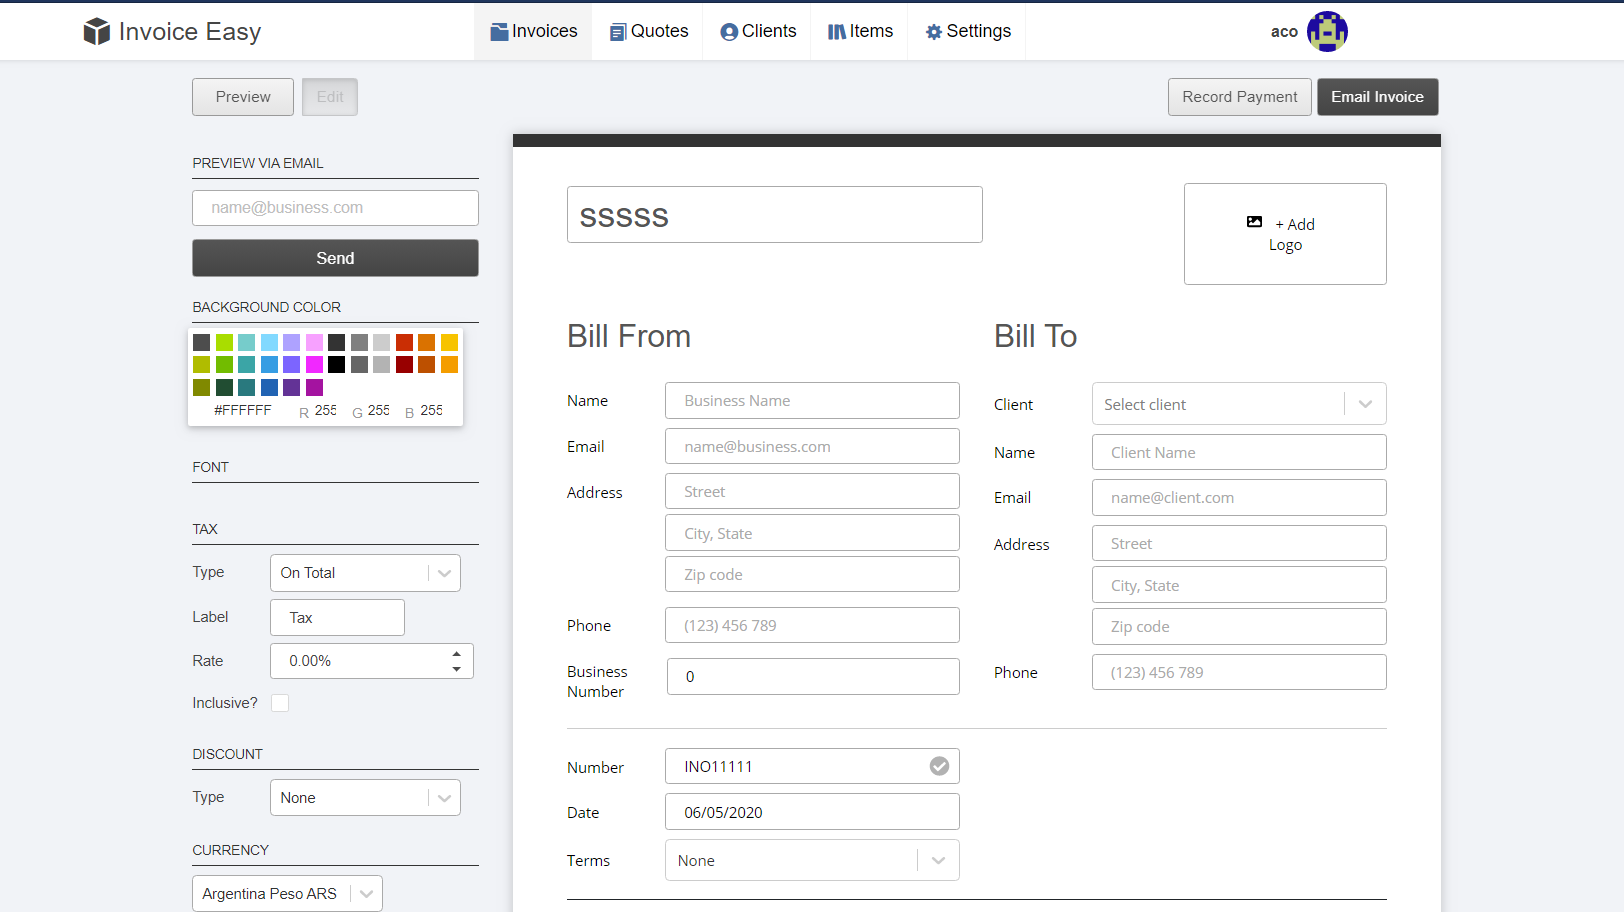 Invoice Easy
Invoices
Quotes
Clients
Items
Settings
aco
Preview
Edit
Record Payment
Email Invoice
PREVIEW VIA EMAIL
name@business.com
Send
BACKGROUND COLOR
#FFFFFF
R 255
G 255
B 255
FONT
TAX
Type
On Total
Label
Tax
Rate
0.00%
Inclusive?
DISCOUNT
Type
None
CURRENCY
Argentina Peso ARS
sssss
+ Add
Logo
Bill From
Name
Business Name
Email
name@business.com
Address
Street
City, State
Zip code
Phone
(123) 456 789
Business
Number
0
Bill To
Client
Select client
Name
Client Name
Email
name@client.com
Address
Street
City, State
Zip code
Phone
(123) 456 789
Number
INO11111
Date
06/05/2020
Terms
None